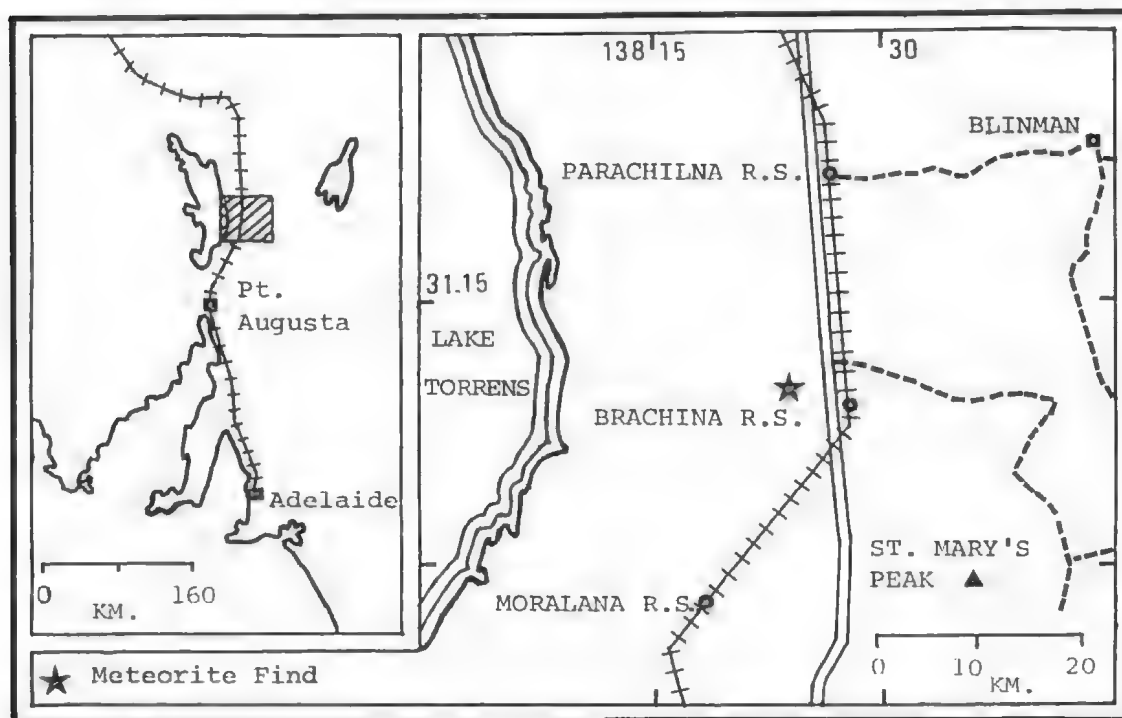 138 15
30
BLINMAN
PARACHILNA R.S.
Pt.
Augusta
31.15
LAKE
TORRENS
BRACHINA R.S.
Adelaide
ST. MARY'S
PEAK
MORALANA R.S.
0 160
KM.
0 10 20
KM.
Meteorite Find